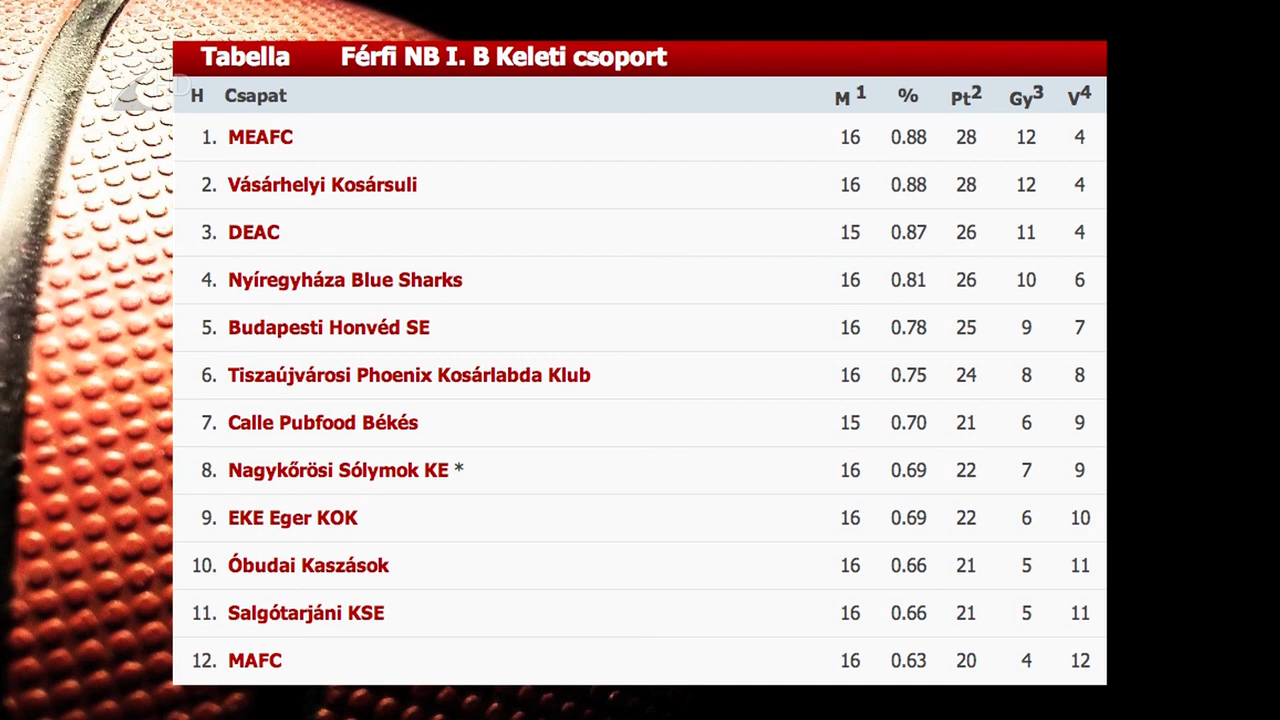 Tabella Férfi NB I. B Keleti csoport
HD
H Csapat M 1 % Pt2 Gy3 V4
1. MEAFC 16 0.88 28 12 4
2. Vásárhelyi Kosársuli 16 0.88 28 12 4
3. DEAC 15 0.87 26 11 4
4. Nyíregyháza Blue Sharks 16 0.81 26 10 6
5. Budapesti Honvéd SE 16 0.78 25 9 7
6. Tiszaújvárosi Phoenix Kosárlabda Klub 16 0.75 24 8 8
7. Calle Pubfood Békés 15 0.70 21 6 9
8. Nagykőrösi Sólymok KE * 16 0.69 22 7 9
9. EKE Eger KOK 16 0.69 22 6 10
10. Óbudai Kaszások 16 0.66 21 5 11
11. Salgótarjáni KSE 16 0.66 21 5 11
12. MAFC 16 0.63 20 4 12